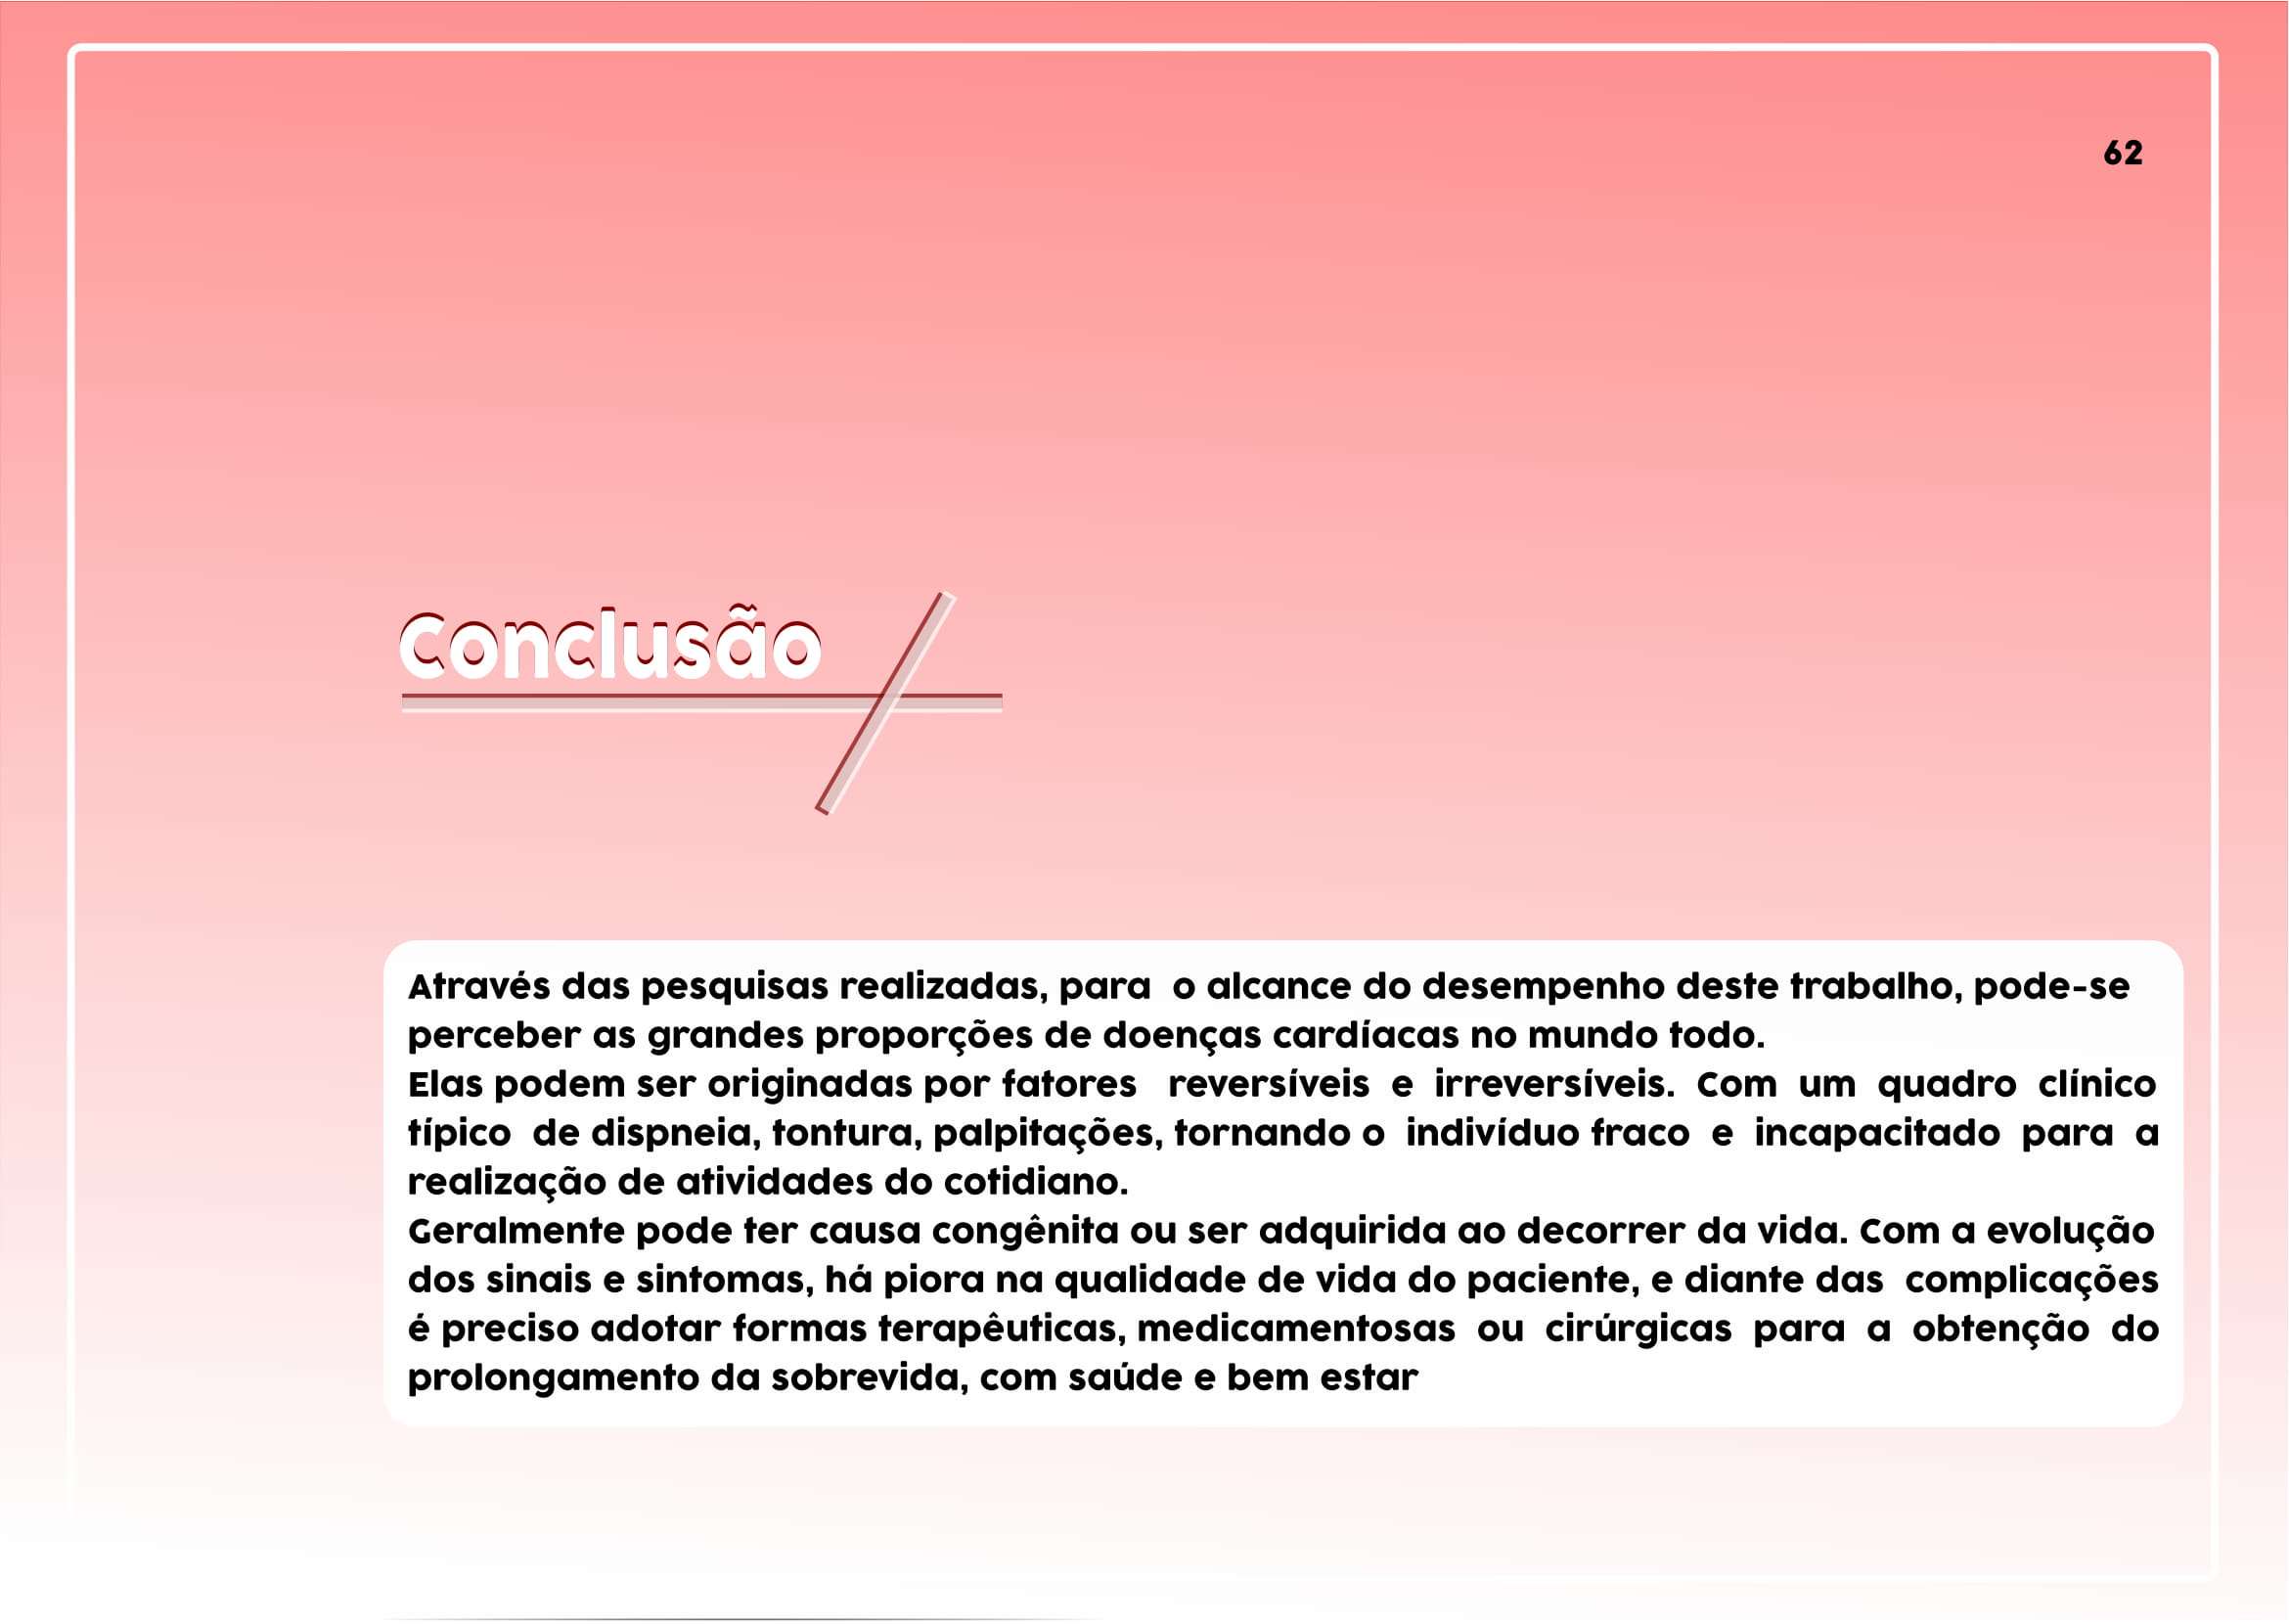 62
Conclusão
Através das pesquisas realizadas, para o alcance do desempenho deste trabalho, pode-se
perceber as grandes proporções de doenças cardíacas no mundo todo.
Elas podem ser originadas por fatores reversíveis e irreversíveis. Com um quadro clínico
típico de dispneia, tontura, palpitações, tornando o indivíduo fraco e incapacitado para a
realização de atividades do cotidiano.
Geralmente pode ter causa congênita ou ser adquirida ao decorrer da vida. Com a evolução
dos sinais e sintomas, há piora na qualidade de vida do paciente, e diante das complicações
é preciso adotar formas terapêuticas, medicamentosas ou cirúrgicas para a obtenção do
prolongamento da sobrevida, com saúde e bem estar